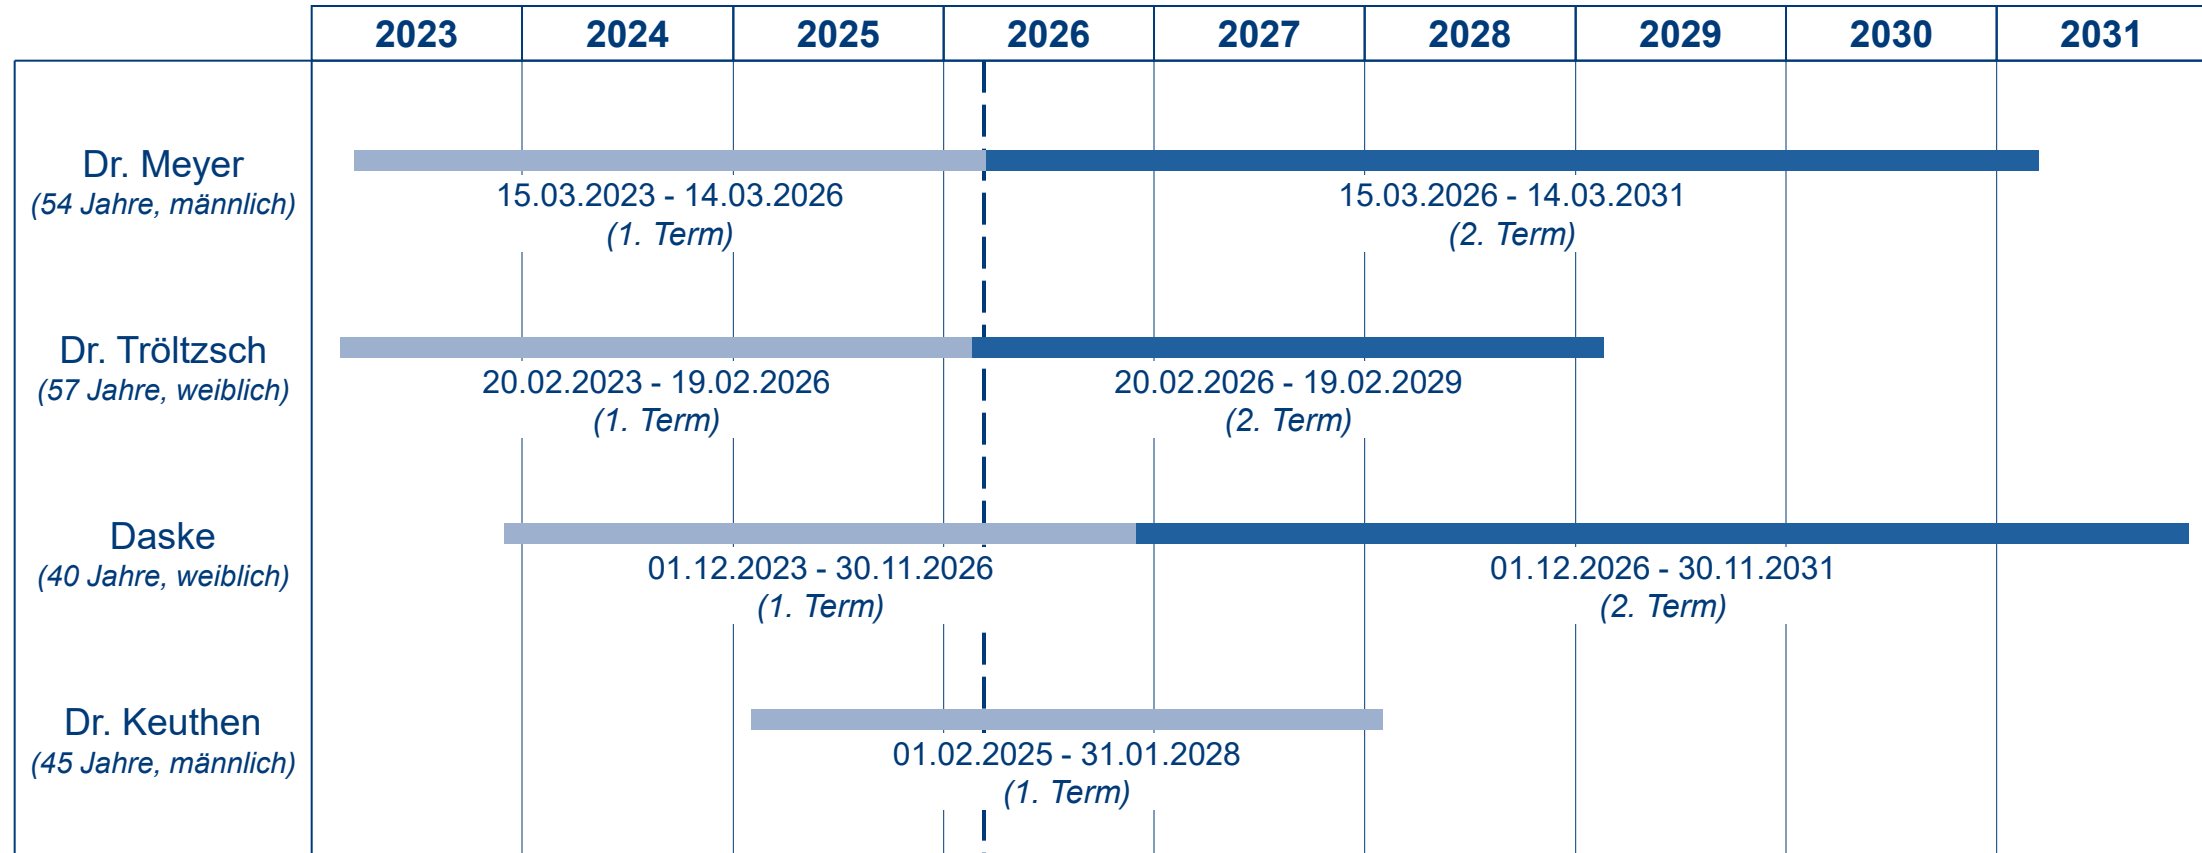 2023 2024 2025 2026 2027 2028 2029 2030 2031
Dr. Meyer
(54 Jahre, männlich)
15.03.2023 - 14.03.2026
(1. Term)
15.03.2026 - 14.03.2031
(2. Term)
Dr. Tröltzsch
(57 Jahre, weiblich)
20.02.2023 - 19.02.2026
(1. Term)
20.02.2026 - 19.02.2029
(2. Term)
Daske
(40 Jahre, weiblich)
01.12.2023 - 30.11.2026
(1. Term)
01.12.2026 - 30.11.2031
(2. Term)
Dr. Keuthen
(45 Jahre, männlich)
01.02.2025 - 31.01.2028
(1. Term)